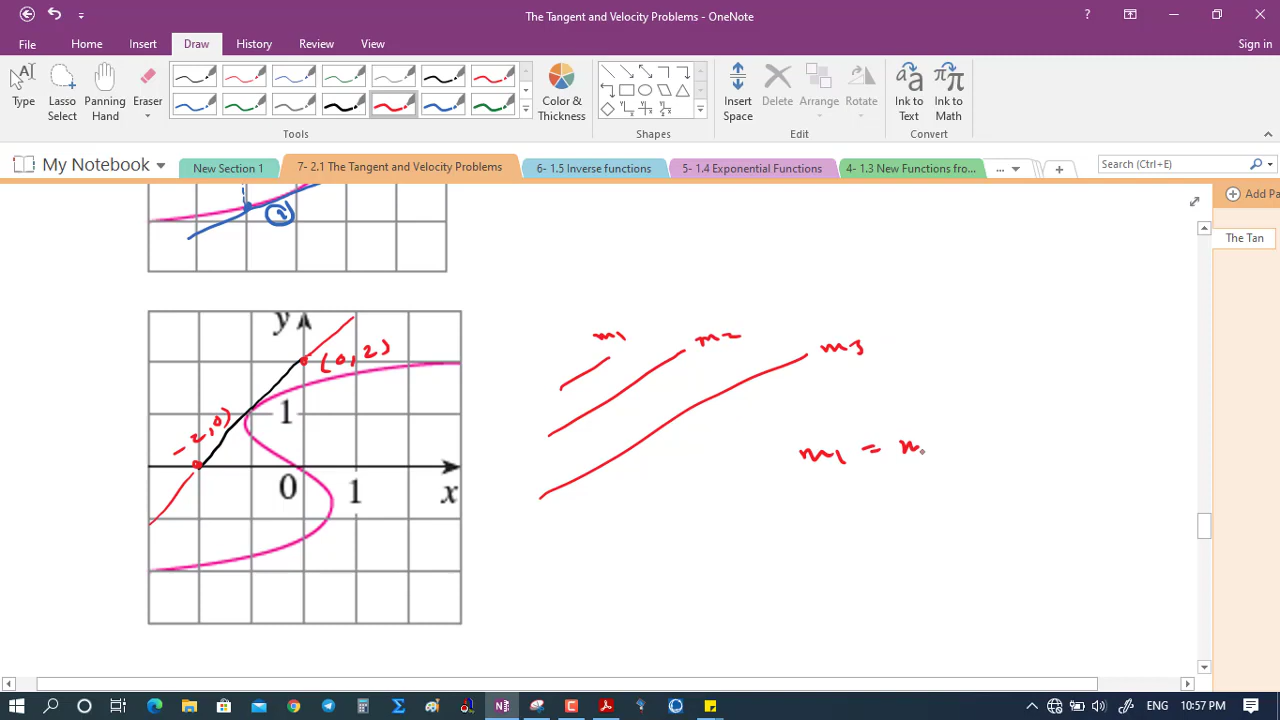 The Tangent and Velocity Problems - OneNote
File Home Insert Draw History Review View Sign in
Type
Lasso Select
Panning Hand
Eraser
Color & Thickness
Insert Space
Delete
Arrange
Rotate
Ink to Text
Ink to Math
Tools
Shapes
Edit
Convert
My Notebook
New Section 1
7- 2.1 The Tangent and Velocity Problems
6- 1.5 Inverse functions
5- 1.4 Exponential Functions
4- 1.3 New Functions fro...
Search (Ctrl+E)
Add Pa
The Tan
2
y
(0,2)
1
-2,0)
0
1
x
m1
m2
m3
m1 = m
ENG 10:57 PM